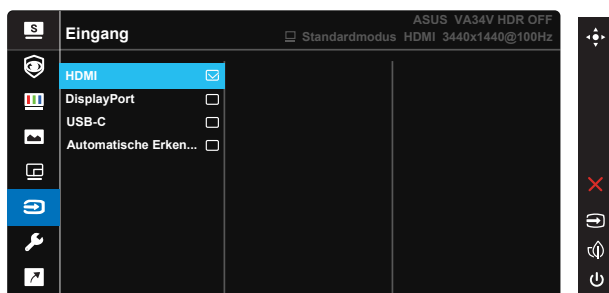 S
ASUS VA34V HDR OFF
Eingang
Standardmodus HDMI 3440x1440@100Hz
HDMI
DisplayPort
USB-C
Automatische Erken...